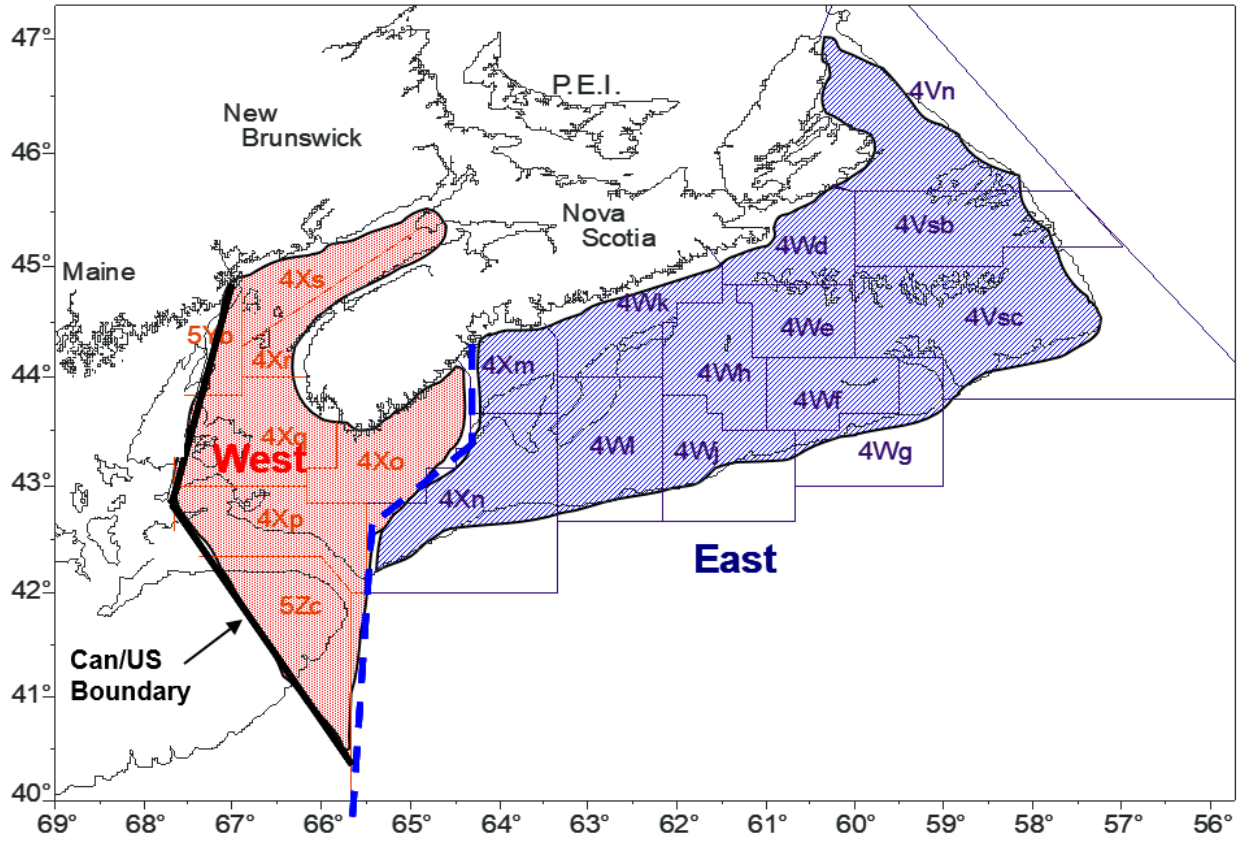 47°
46°
45°
44°
43°
42°
41°
40°
69°
68°
67°
66°
65°
64°
63°
62°
61°
60°
59°
58°
57°
56°
New
Brunswick
P.E.I.
Nova
Scotia
Maine
4Vn
4Vsb
4Vsc
4Wd
4Wk
4We
4Wh
4Wf
4Wg
4Wl
4Wj
4Xm
4Xn
4Xs
5Yb
4Xr
4Xq
West
4Xo
4Xp
5Zc
East
Can/US
Boundary